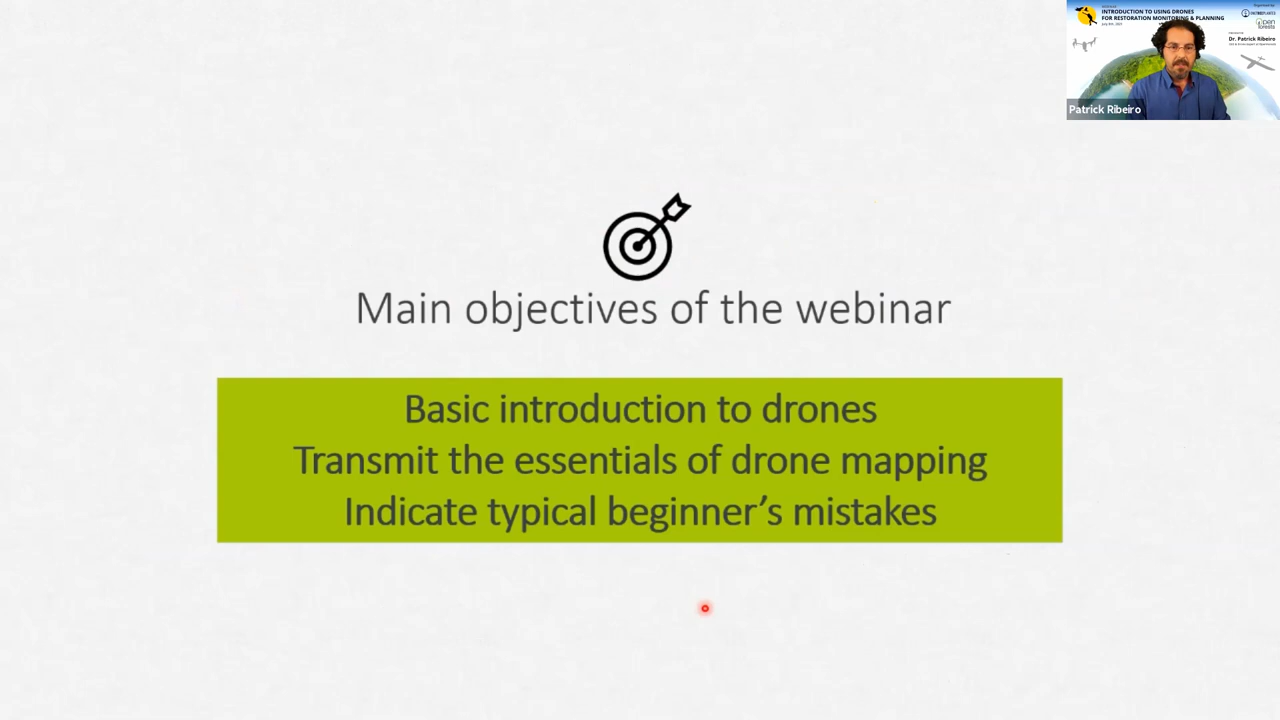 INTRODUCTION TO USING DRONES
FOR RESTORATION MONITORING & PLANNING
Dr. Patrick Ribeiro
Patrick Ribeiro
Main objectives of the webinar
Basic introduction to drones
Transmit the essentials of drone mapping
Indicate typical beginner’s mistakes